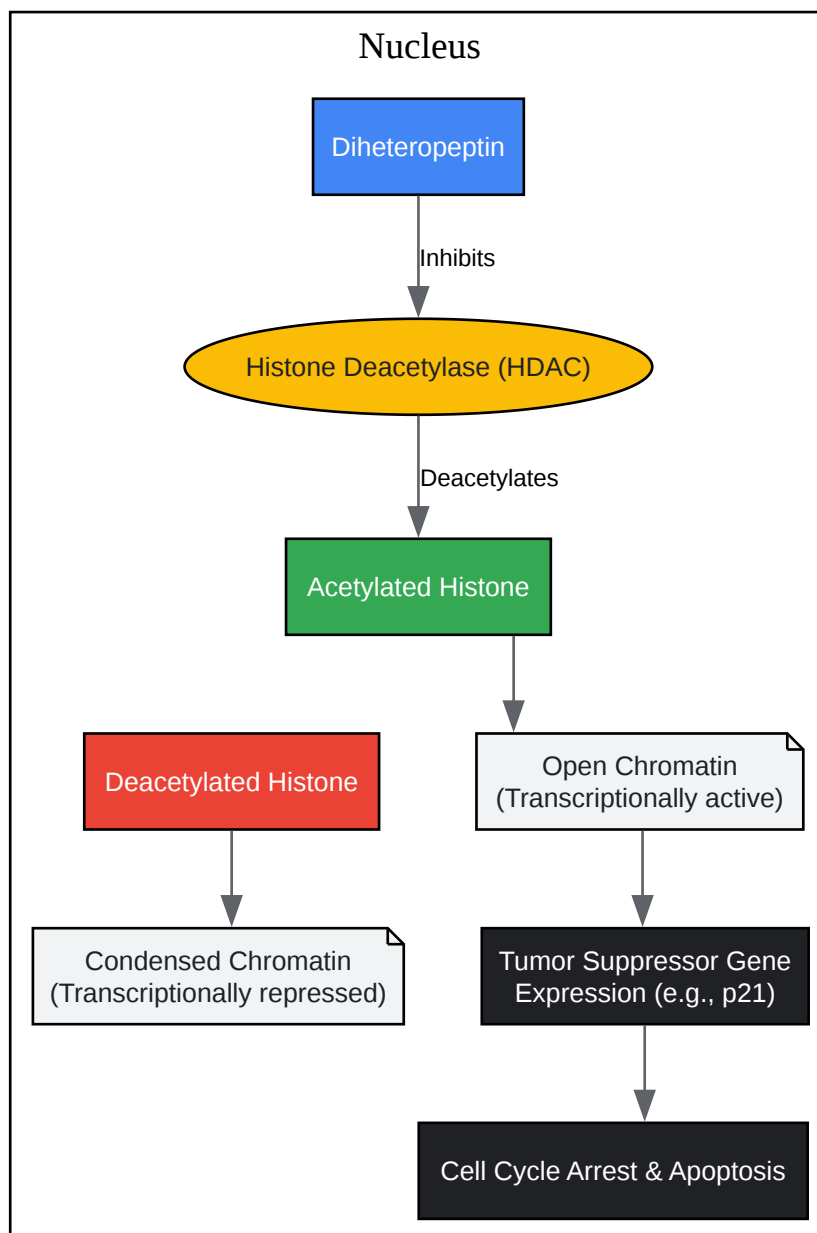 Nucleus
Diheteropeptin
Inhibits
Histone Deacetylase (HDAC)
Deacetylates
Acetylated Histone
Deacetylated Histone
Open Chromatin
(Transcriptionally active)
Condensed Chromatin
(Transcriptionally repressed)
Tumor Suppressor Gene
Expression (e.g., p21)
Cell Cycle Arrest & Apoptosis